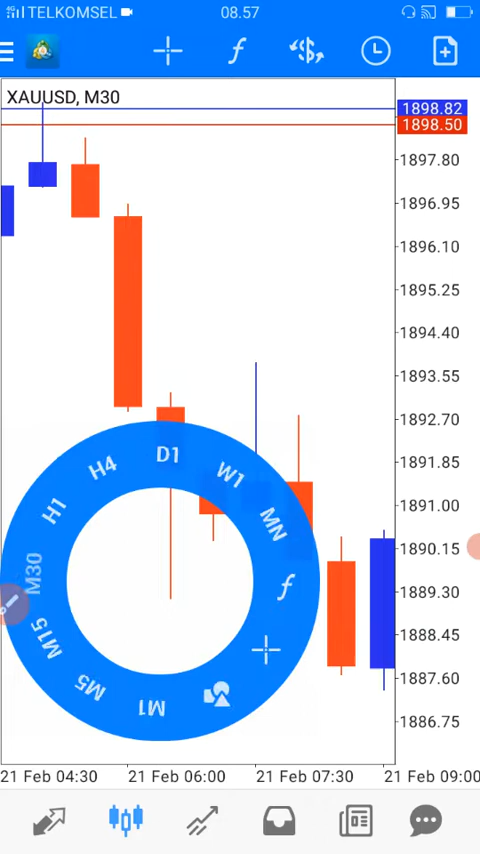 4G TELKOMSEL 08.57
XAUUSD, M30
1898.82
1898.50
1897.80
1896.95
1896.10
1895.25
1894.40
1893.55
1892.70
1891.85
1891.00
1890.15
1889.30
1888.45
1887.60
1886.75
M1
M5
M15
M30
H1
H4
D1
W1
MN
f
21 Feb 04:30 21 Feb 06:00 21 Feb 07:30 21 Feb 09:00